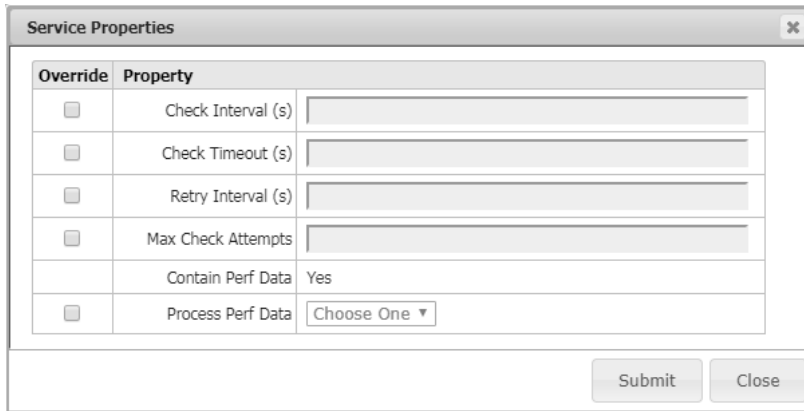 Service Properties
Override Property
Check Interval (s)
Check Timeout (s)
Retry Interval (s)
Max Check Attempts
Contain Perf Data Yes
Process Perf Data Choose One
Submit Close